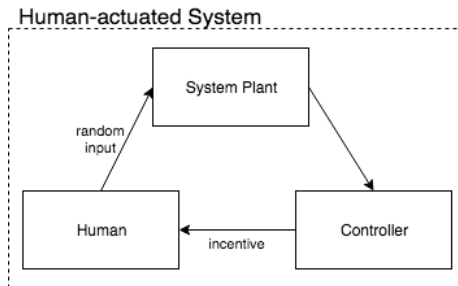 Human-actuated System
System Plant
random
input
Human
incentive
Controller